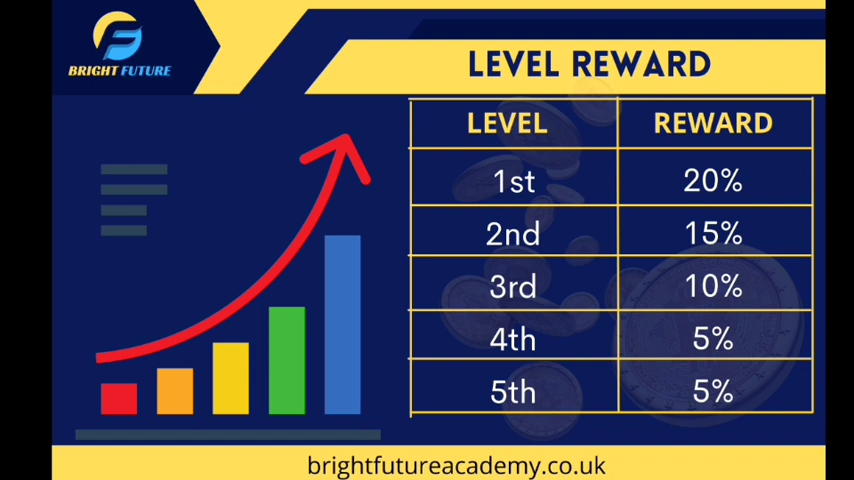 BRIGHT FUTURE
LEVEL REWARD
LEVEL REWARD
1st 20%
2nd 15%
3rd 10%
4th 5%
5th 5%
brightfutureacademy.co.uk